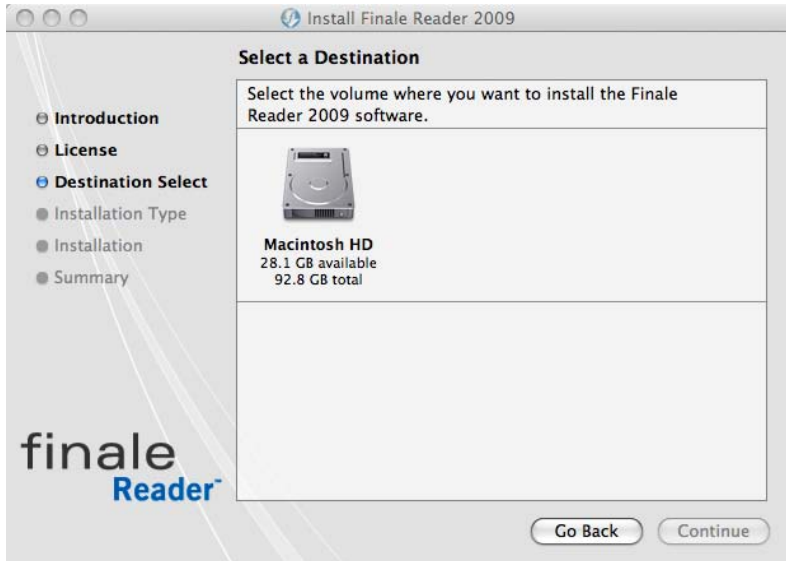 Install Finale Reader 2009
Select a Destination
Introduction
License
Destination Select
Installation Type
Installation
Summary
Select the volume where you want to install the Finale
Reader 2009 software.
Macintosh HD
28.1 GB available
92.8 GB total
finale
Reader™
Go Back
Continue